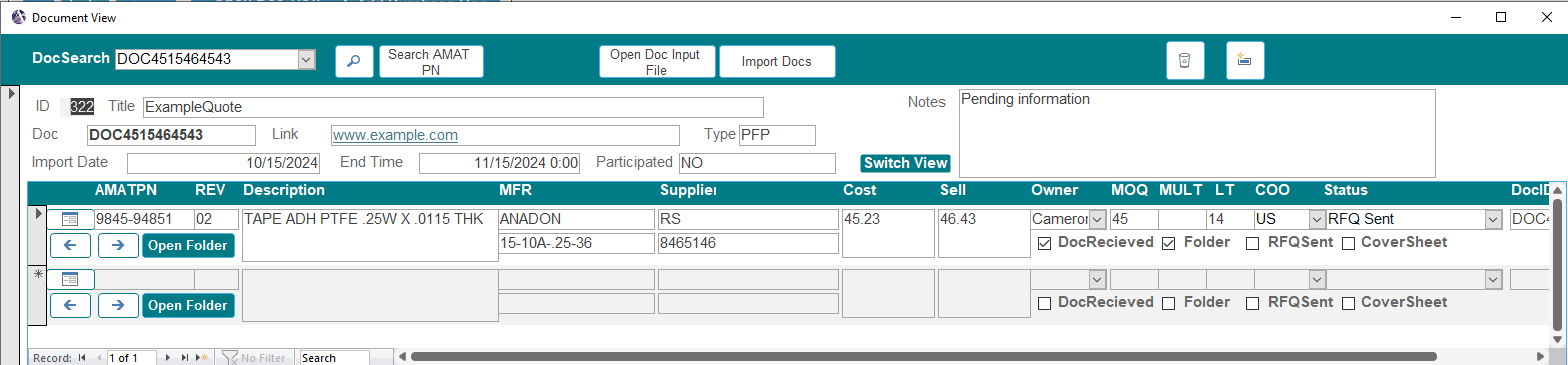 Document View
DocSearch DOC4515464543 Search AMAT PN Open Doc Input File Import Docs
ID 322 Title ExampleQuote Notes Pending information
Doc DOC4515464543 Link www.example.com Type PFP
Import Date 10/15/2024 End Time 11/15/2024 0:00 Participated NO Switch View
AMATPN REV Description MFR Supplier Cost Sell Owner MOQ MULT LT COO Status
9845-94851 02 TAPE ADH PTFE .25W X .0115 THK ANADON RS 45.23 46.43 45 14 US RFQ Sent
Open Folder 15-10A-.25-36 8465146 DocRecieved Folder RFQSent CoverSheet
Open Folder DocRecieved Folder RFQSent CoverSheet
Record: 1 of 1 No Filter Search